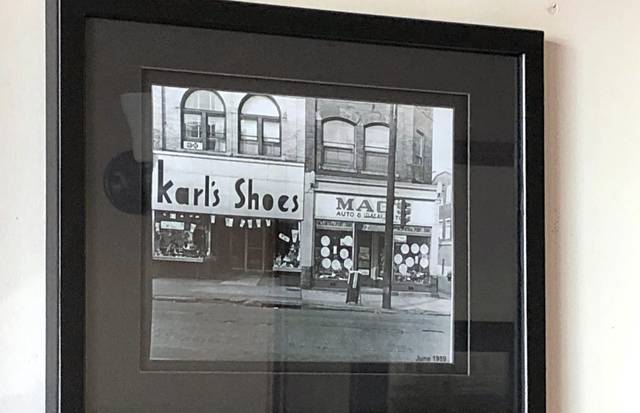 Karl's Shoes
MAC
AUTO &
June 1959